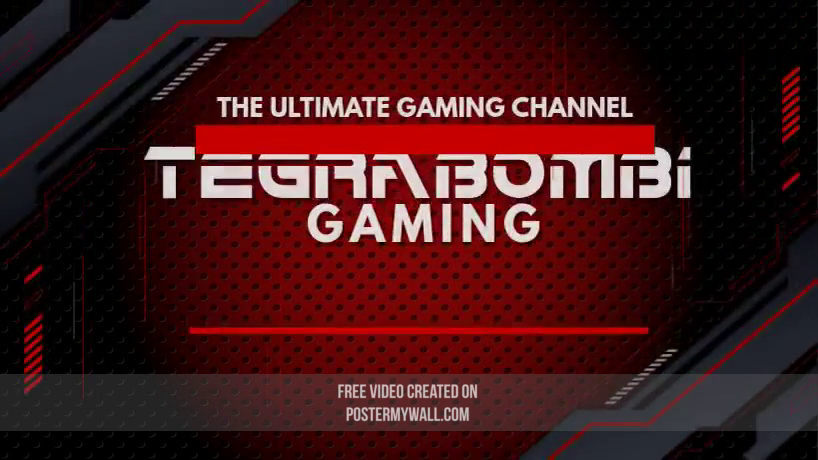 THE ULTIMATE GAMING CHANNEL
TEGRABOMBI
GAMING
FREE VIDEO CREATED ON
POSTERMYWALL.COM